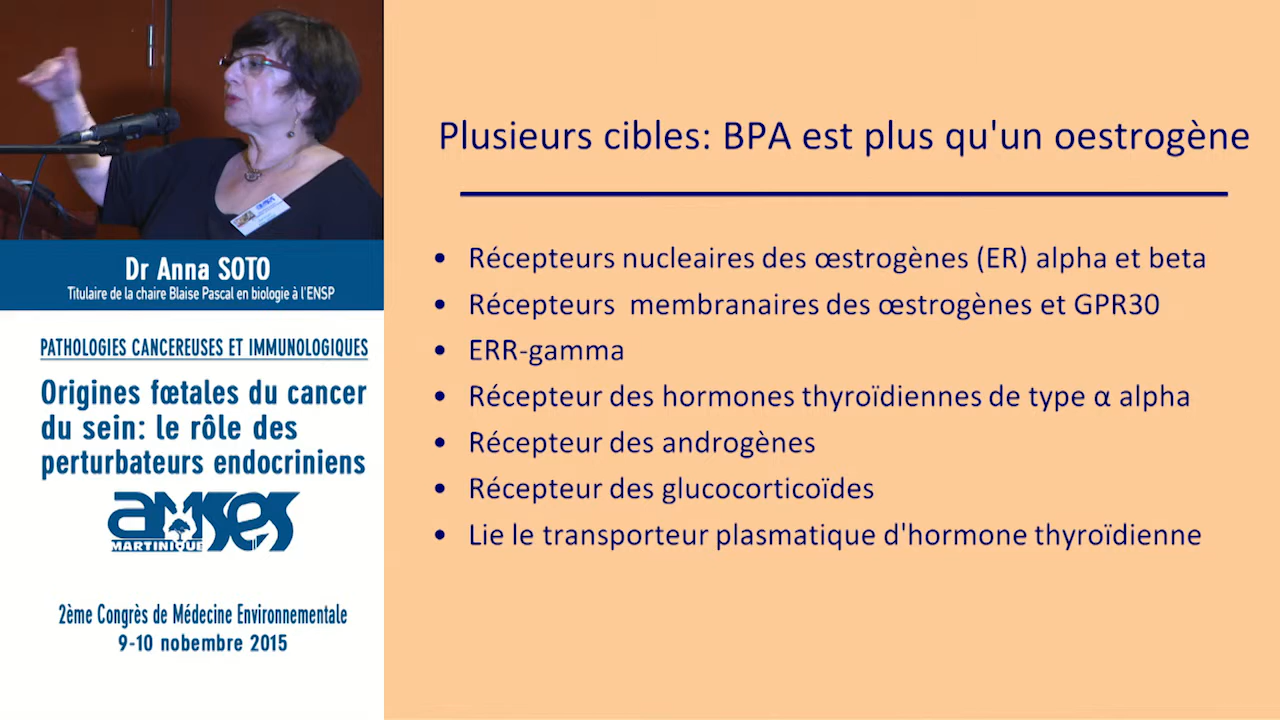 Dr Anna SOTO
Titulaire de la chaire Blaise Pascal en biologie à l'ENSP
PATHOLOGIES CANCEREUSES ET IMMUNOLOGIQUES
Origines fœtales du cancer
du sein: le rôle des
perturbateurs endocriniens
amses
MARTINIQUE
2ème Congrès de Médecine Environnementale
9-10 nobembre 2015
Plusieurs cibles: BPA est plus qu'un oestrogène
• Récepteurs nucleaires des œstrogènes (ER) alpha et beta
• Récepteurs  membranaires des œstrogènes et GPR30
• ERR-gamma
• Récepteur des hormones thyroïdiennes de type α alpha
• Récepteur des androgènes
• Récepteur des glucocorticoïdes
• Lie le transporteur plasmatique d'hormone thyroïdienne